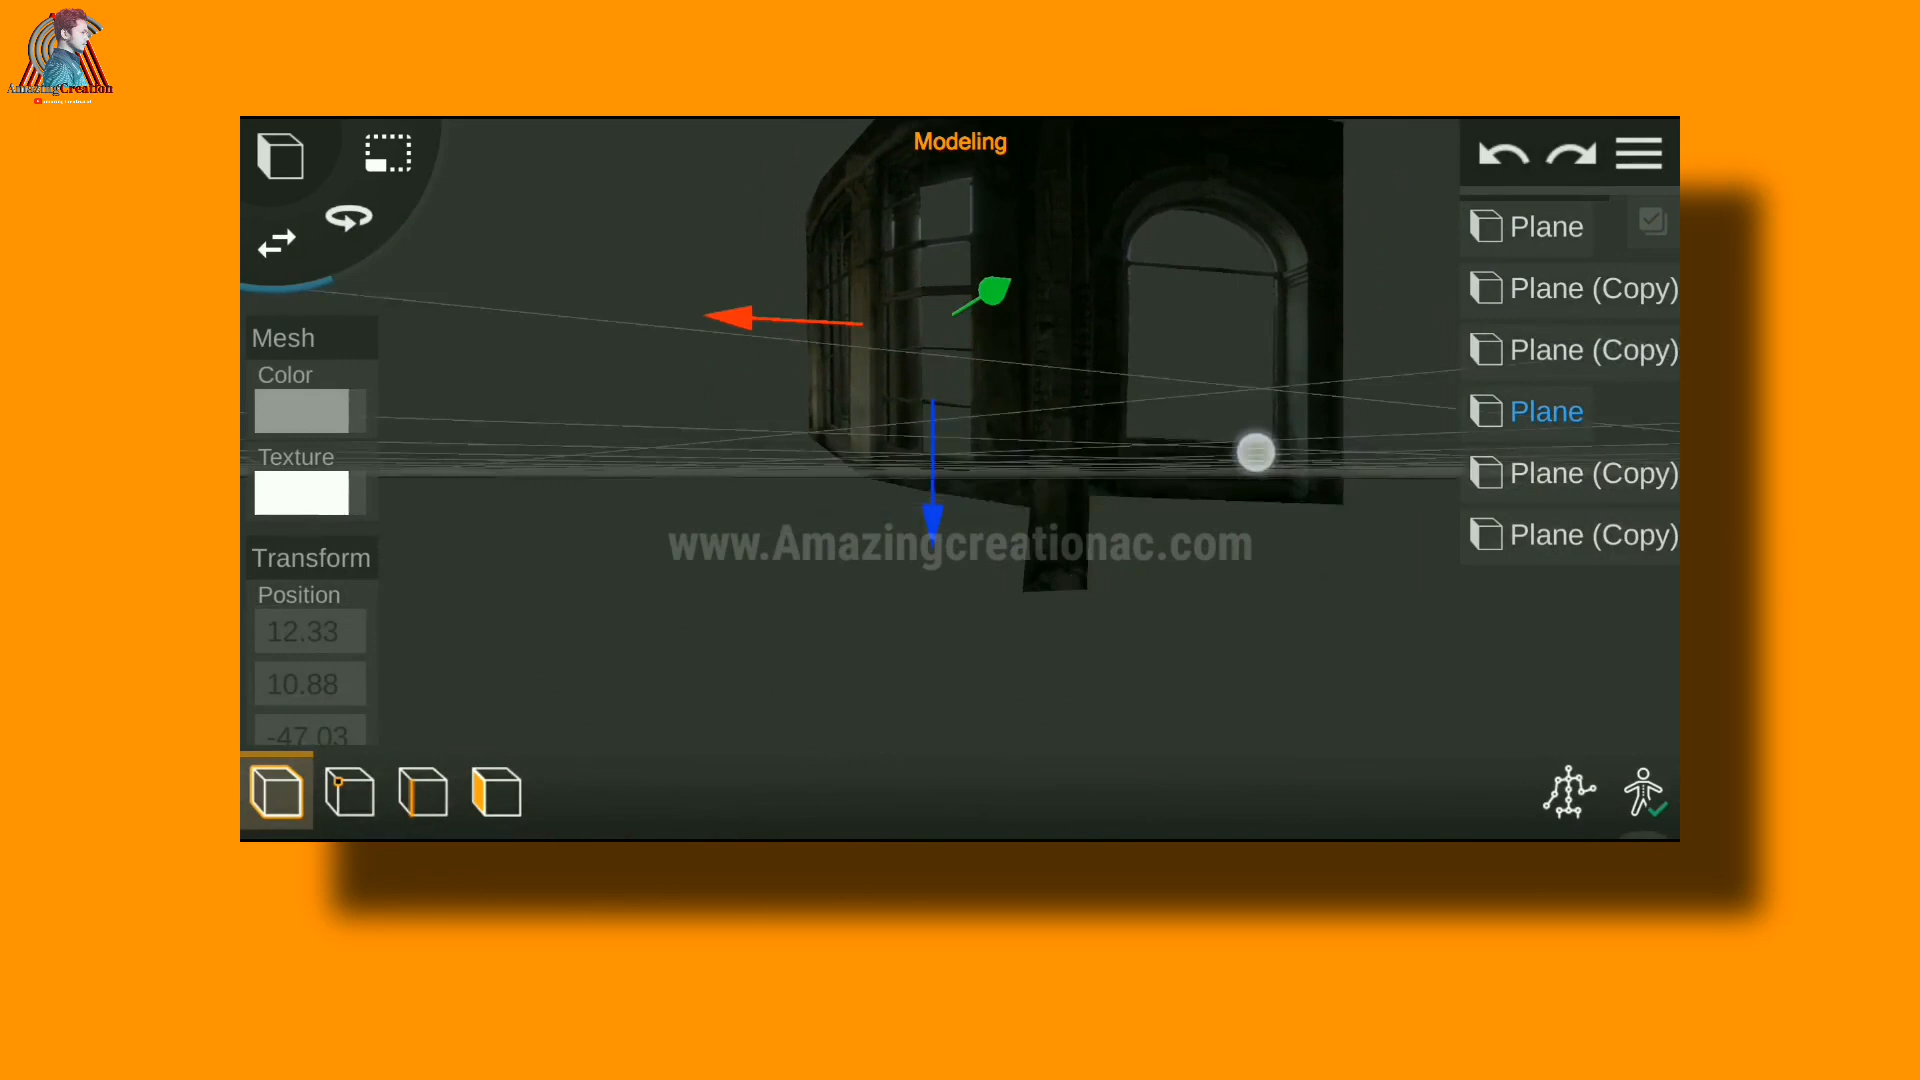 AmazingCreation
Modeling
Plane
Plane (Copy)
Plane (Copy)
Plane
Plane (Copy)
Plane (Copy)
Mesh
Color
Texture
Transform
Position
12.33
10.88
-47.03
www.Amazingcreationac.com